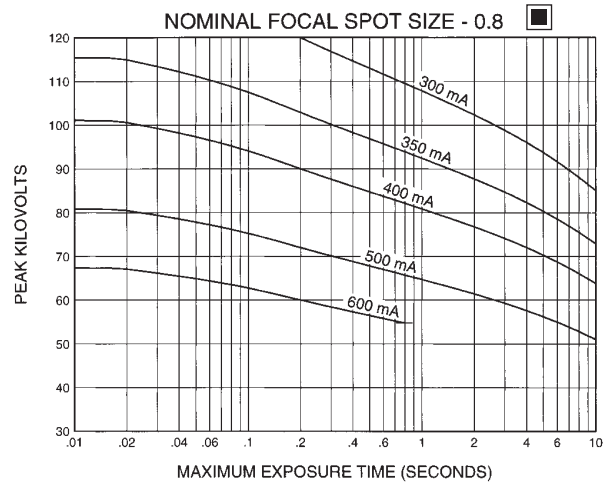 NOMINAL FOCAL SPOT SIZE - 0.8
120
110
100
90
80
70
60
50
40
30
PEAK KILOVOLTS
300 mA
350 mA
400 mA
500 mA
600 mA
.01 .02 .04 .06 .1 .2 .4 .6 1 2 4 6 10
MAXIMUM EXPOSURE TIME (SECONDS)